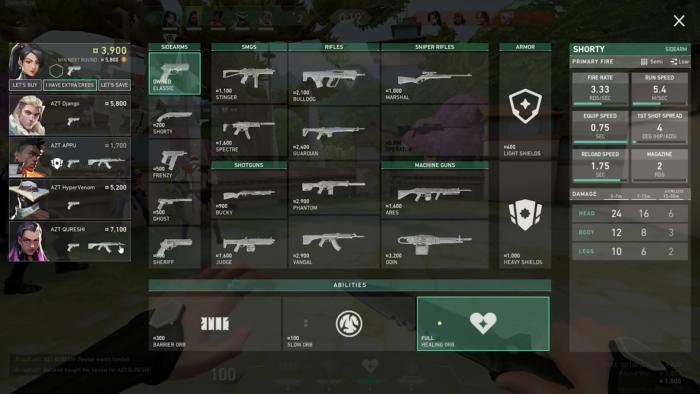 ¤ 3,900
MIN NEXT ROUND: ¤ 5,800
LET'S BUY
I HAVE EXTRA CREDS
LET'S SAVE
AZT Django
¤ 5,800
AZT APPU
¤ 1,700
AZT HyperVenom
¤ 5,200
AZT QURESHI
¤ 7,100
SIDEARMS
OWNED
CLASSIC
¤200
SHORTY
¤500
FRENZY
¤500
GHOST
SHERIFF
SMGS
¤1,100
STINGER
¤1,600
SPECTRE
SHOTGUNS
¤900
BUCKY
¤1,600
JUDGE
RIFLES
¤2,100
BULLDOG
¤2,400
GUARDIAN
¤2,900
PHANTOM
¤2,900
VANDAL
SNIPER RIFLES
¤1,000
MARSHAL
OPERATOR
MACHINE GUNS
¤1,600
ARES
¤3,200
ODIN
ARMOR
¤400
LIGHT SHIELDS
¤1,000
HEAVY SHIELDS
ABILITIES
¤300
BARRIER ORB
¤100
SLOW ORB
FULL
HEALING ORB
SHORTY
SIDEARM
PRIMARY FIRE
Semi
Low
FIRE RATE
3.33
RDS/SEC
RUN SPEED
5.4
M/SEC
EQUIP SPEED
0.75
SEC
1ST SHOT SPREAD
4
DEG (HIP/ADS)
RELOAD SPEED
1.75
SEC
MAGAZINE
2
RDS
DAMAGE
0-7m
7-15m
15-50m
HEAD 24 16 6
BODY 12 8 3
LEGS 10 6 2
100